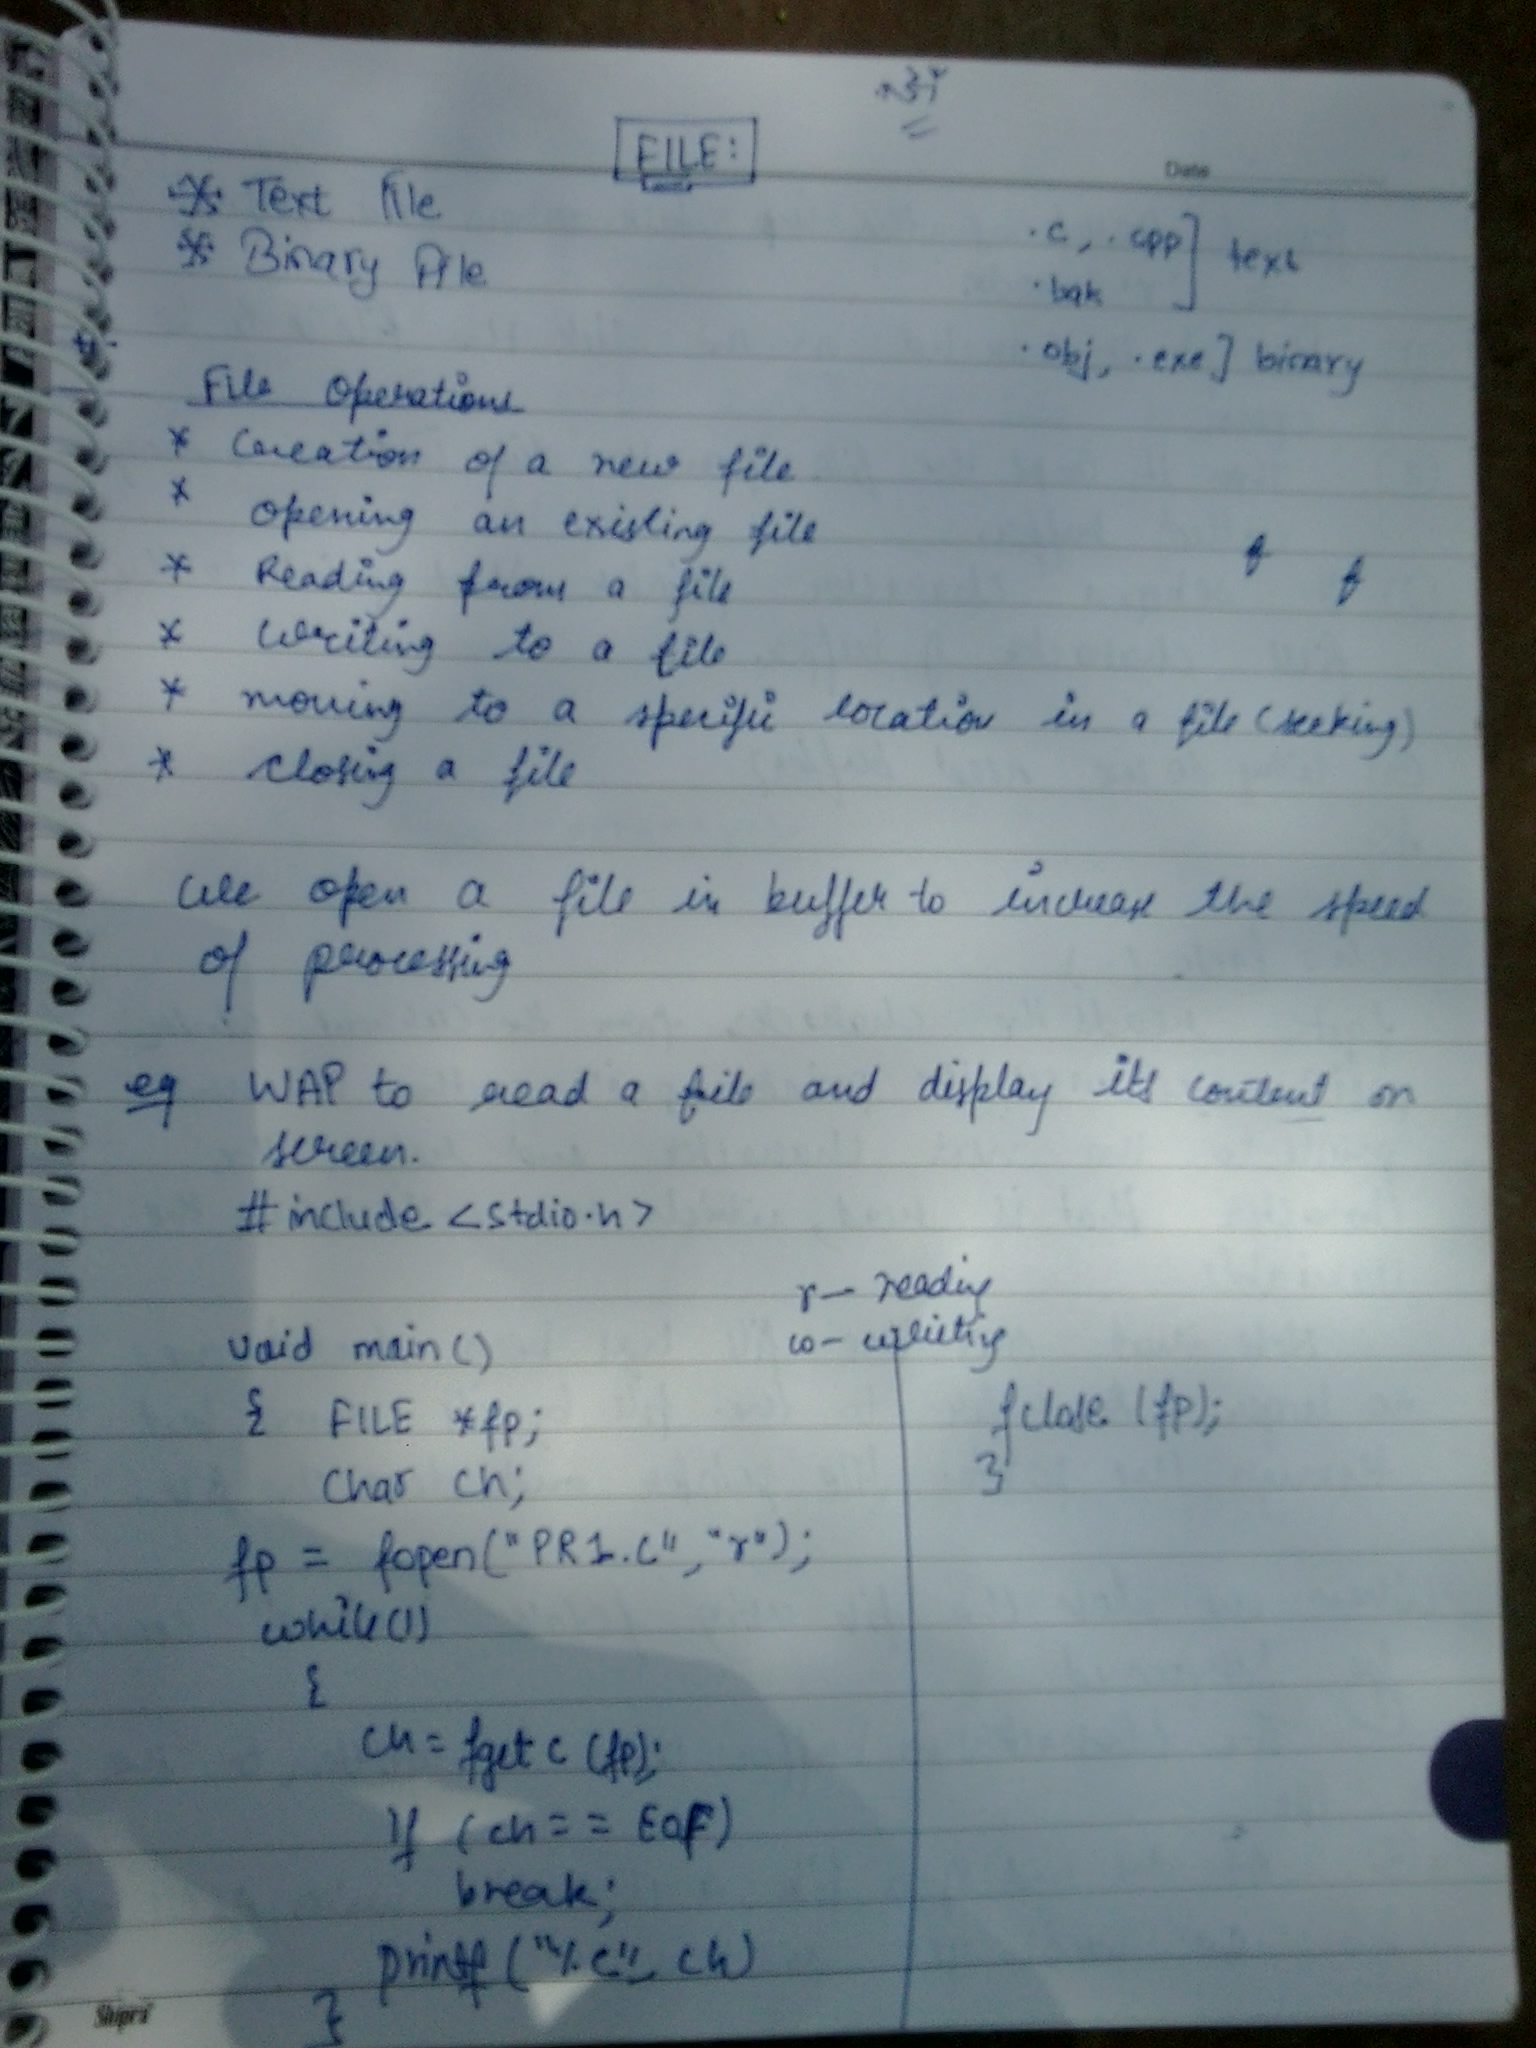 FILE:
Date
* Text File
* Binary File
.c, .cpp ] text
.bak
.obj, .exe ] binary
File Operations
* Creation of a new file
* opening an existing file
* Reading from a file
* Writing to a file
* moving to a specific location in a file (seeking)
* closing a file
We open a file in buffer to increase the speed
of processing
eg WAP to read a file and display its content on
screen.
#include <stdio.h>
r- reading
w- writing
void main()
{ FILE *fp;
char ch;
fp = fopen("PR1.C","r");
while(1)
{
ch = fgetc (fp);
If (ch == EOF)
break;
printf ("%c", ch)
}
fclose (fp);
}
Shipra